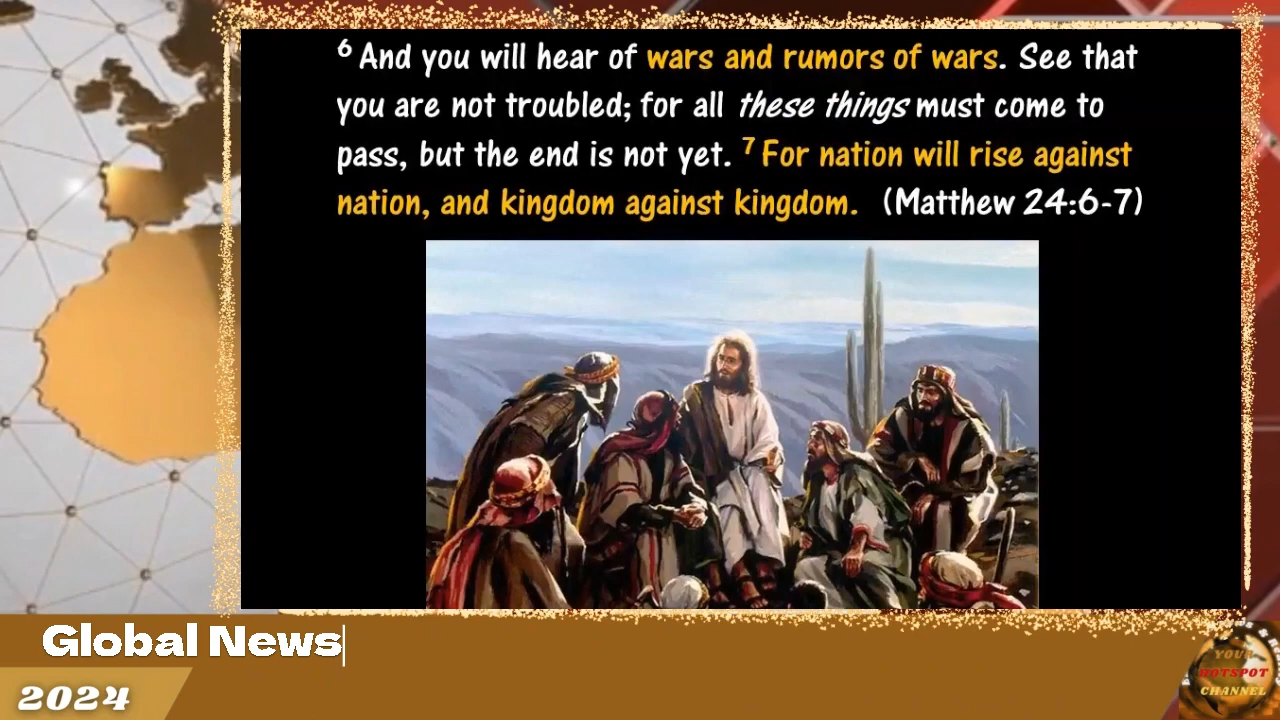 6 And you will hear of wars and rumors of wars. See that
you are not troubled; for all these things must come to
pass, but the end is not yet. 7 For nation will rise against
nation, and kingdom against kingdom. (Matthew 24:6-7)
Global News
2024
YOUR
HOTSPOT
CHANNEL